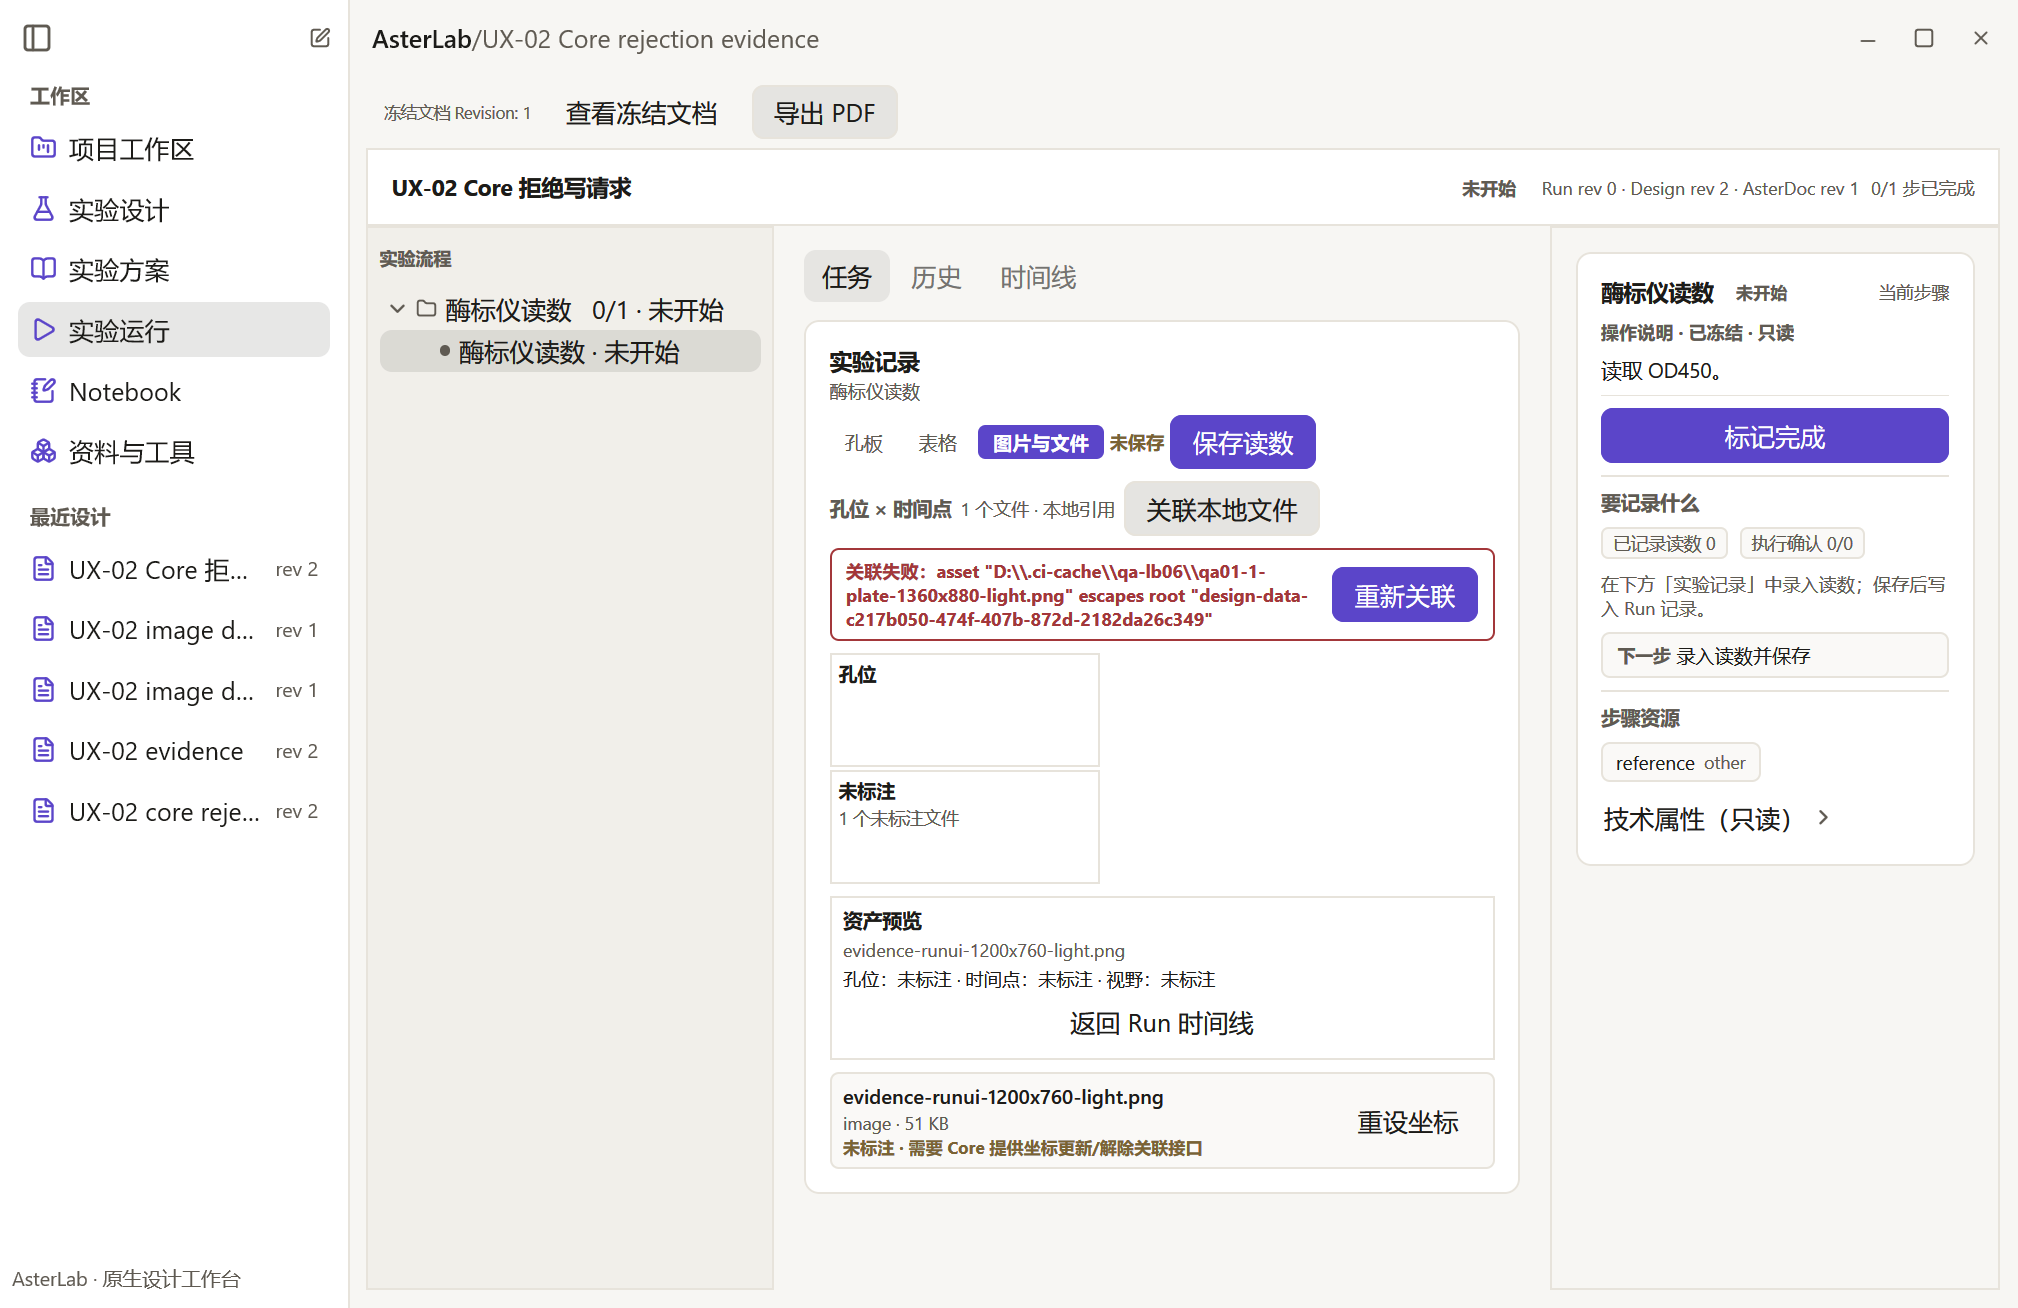 工作区
项目工作区
实验设计
实验方案
实验运行
Notebook
资料与工具
最近设计
UX-02 Core 拒... rev 2
UX-02 image d... rev 1
UX-02 image d... rev 1
UX-02 evidence rev 2
UX-02 core reje... rev 2
AsterLab · 原生设计工作台
AsterLab/UX-02 Core rejection evidence
冻结文档 Revision: 1 查看冻结文档 导出 PDF
UX-02 Core 拒绝写请求
未开始 Run rev 0 · Design rev 2 · AsterDoc rev 1 0/1 步已完成
实验流程
酶标仪读数 0/1 · 未开始
酶标仪读数 · 未开始
任务 历史 时间线
实验记录
酶标仪读数
孔板 表格 图片与文件 未保存 保存读数
孔位 × 时间点 1 个文件 · 本地引用 关联本地文件
关联失败：asset "D:\\.ci-cache\\qa-lb06\\qa01-1-
plate-1360x880-light.png" escapes root "design-data-
c217b050-474f-407b-872d-2182da26c349"
重新关联
孔位
未标注
1 个未标注文件
资产预览
evidence-runui-1200x760-light.png
孔位：未标注 · 时间点：未标注 · 视野：未标注
返回 Run 时间线
evidence-runui-1200x760-light.png
image · 51 KB
未标注 · 需要 Core 提供坐标更新/解除关联接口
重设坐标
酶标仪读数 未开始 当前步骤
操作说明 · 已冻结 · 只读
读取 OD450。
标记完成
要记录什么
已记录读数 0 执行确认 0/0
在下方「实验记录」中录入读数；保存后写
入 Run 记录。
下一步 录入读数并保存
步骤资源
reference other
技术属性（只读）